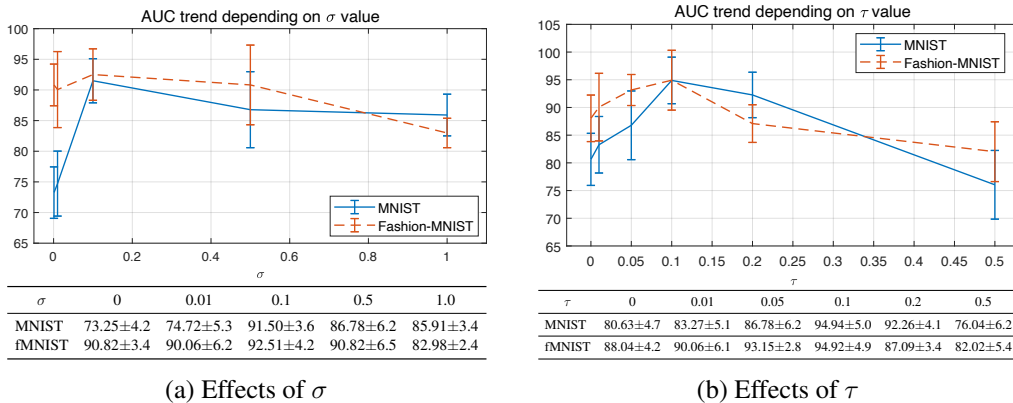 AUC trend depending on σ value
100
95
90
85
80
75
70
65
0 0.2 0.4 0.6 0.8 1
σ
MNIST
Fashion-MNIST
σ 0 0.01 0.1 0.5 1.0
MNIST 73.25±4.2 74.72±5.3 91.50±3.6 86.78±6.2 85.91±3.4
fMNIST 90.82±3.4 90.06±6.2 92.51±4.2 90.82±6.5 82.98±2.4
(a) Effects of σ
AUC trend depending on τ value
105
100
95
90
85
80
75
70
65
0 0.05 0.1 0.15 0.2 0.25 0.3 0.35 0.4 0.45 0.5
τ
MNIST
Fashion-MNIST
τ 0 0.01 0.05 0.1 0.2 0.5
MNIST 80.63±4.7 83.27±5.1 86.78±6.2 94.94±5.0 92.26±4.1 76.04±6.2
fMNIST 88.04±4.2 90.06±6.1 93.15±2.8 94.92±4.9 87.09±3.4 82.02±5.4
(b) Effects of τ